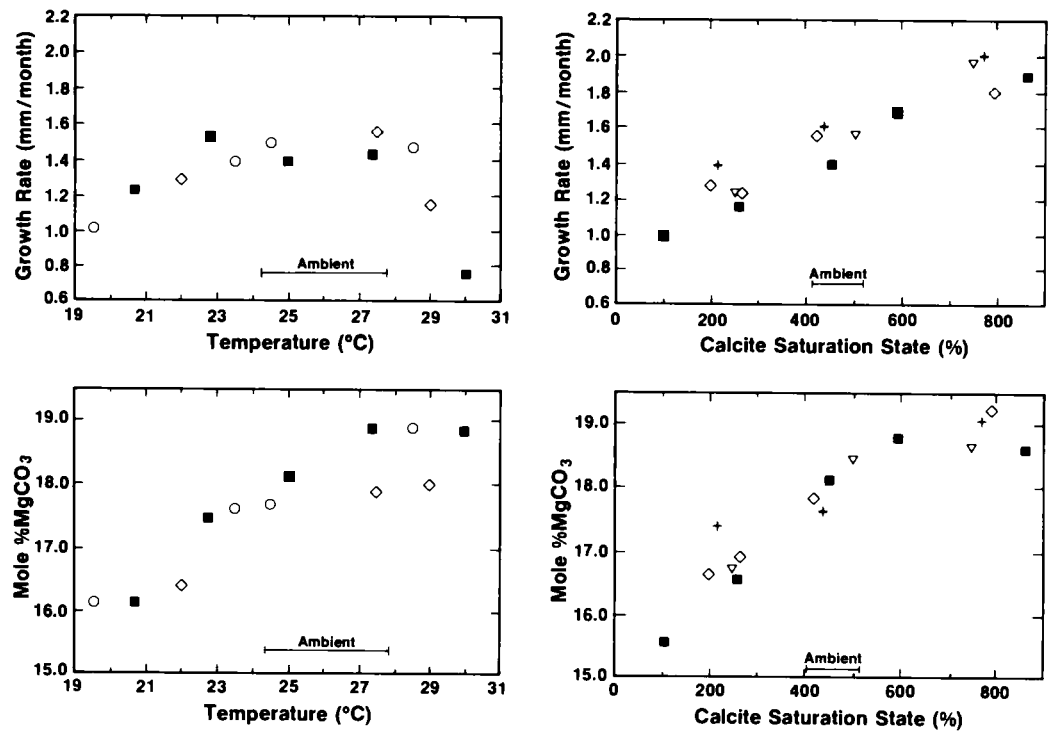 2.2
2.0
1.8
1.6
1.4
1.2
1.0
0.8
0.6
Growth Rate (mm/month)
Ambient
19 21 23 25 27 29 31
Temperature (°C)
2.2
2.0
1.8
1.6
1.4
1.2
1.0
0.8
0.6
Growth Rate (mm/month)
Ambient
0 200 400 600 800
Calcite Saturation State (%)
19.0
18.0
17.0
16.0
15.0
Mole %MgCO3
Ambient
19 21 23 25 27 29 31
Temperature (°C)
19.0
18.0
17.0
16.0
15.0
Mole %MgCO3
Ambient
0 200 400 600 800
Calcite Saturation State (%)